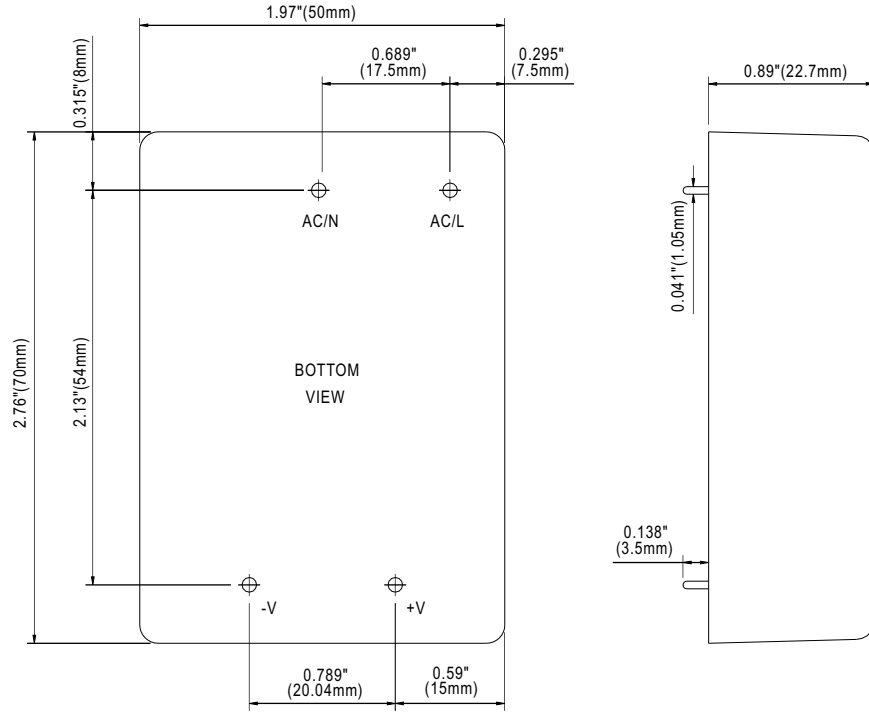 1.97"(50mm)
0.689"
(17.5mm)
0.295"
(7.5mm)
0.89"(22.7mm)
0.315"(8mm)
AC/N
AC/L
0.041"(1.05mm)
2.76"(70mm)
2.13"(54mm)
BOTTOM
VIEW
0.138"
(3.5mm)
-V
+V
0.789"
(20.04mm)
0.59"
(15mm)